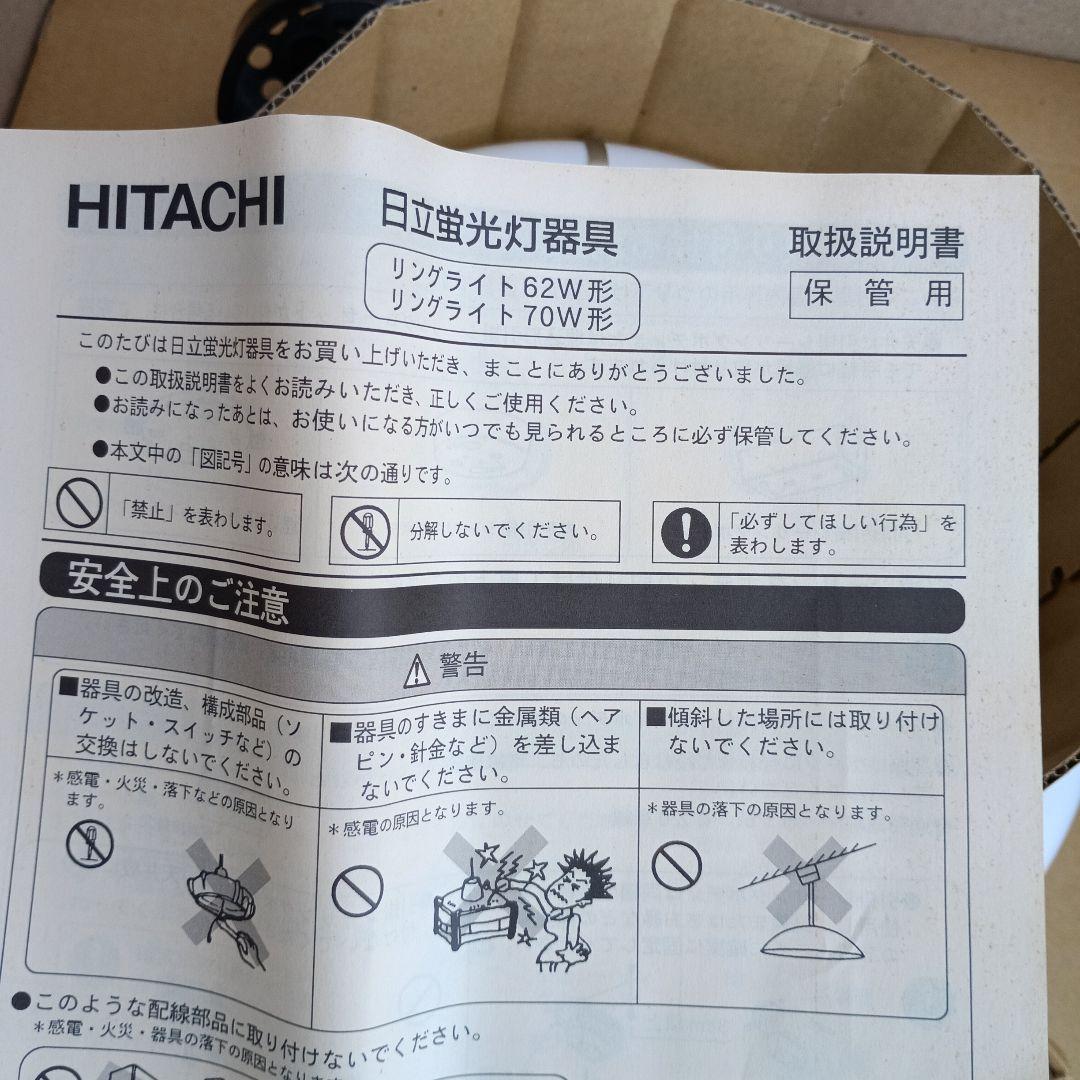 HITACHI
日立蛍光灯器具
リングライト62W形
リングライト70W形
取扱説明書
保管用
このたびは日立蛍光灯器具をお買い上げいただき、まことにありがとうございました。
●この取扱説明書をよくお読みいただき、正しくご使用ください。
●お読みになったあとは、お使いになる方がいつでも見られるところに必ず保管してください。
●本文中の「図記号」の意味は次の通りです。
「禁止」を表わします。
分解しないでください。
「必ずしてほしい行為」を
表わします。
安全上のご注意
警告
■器具の改造、構成部品（ソ
ケット・スイッチなど）の
交換はしないでください。
＊感電・火災・落下などの原因となり
ます。
■器具のすきまに金属類（ヘア
ピン・針金など）を差し込ま
ないでください。
＊感電の原因となります。
■傾斜した場所には取り付け
ないでください。
＊器具の落下の原因となります。
●このような配線部品に取り付けないでください。
＊感電・火災・器具の落下の原因となります